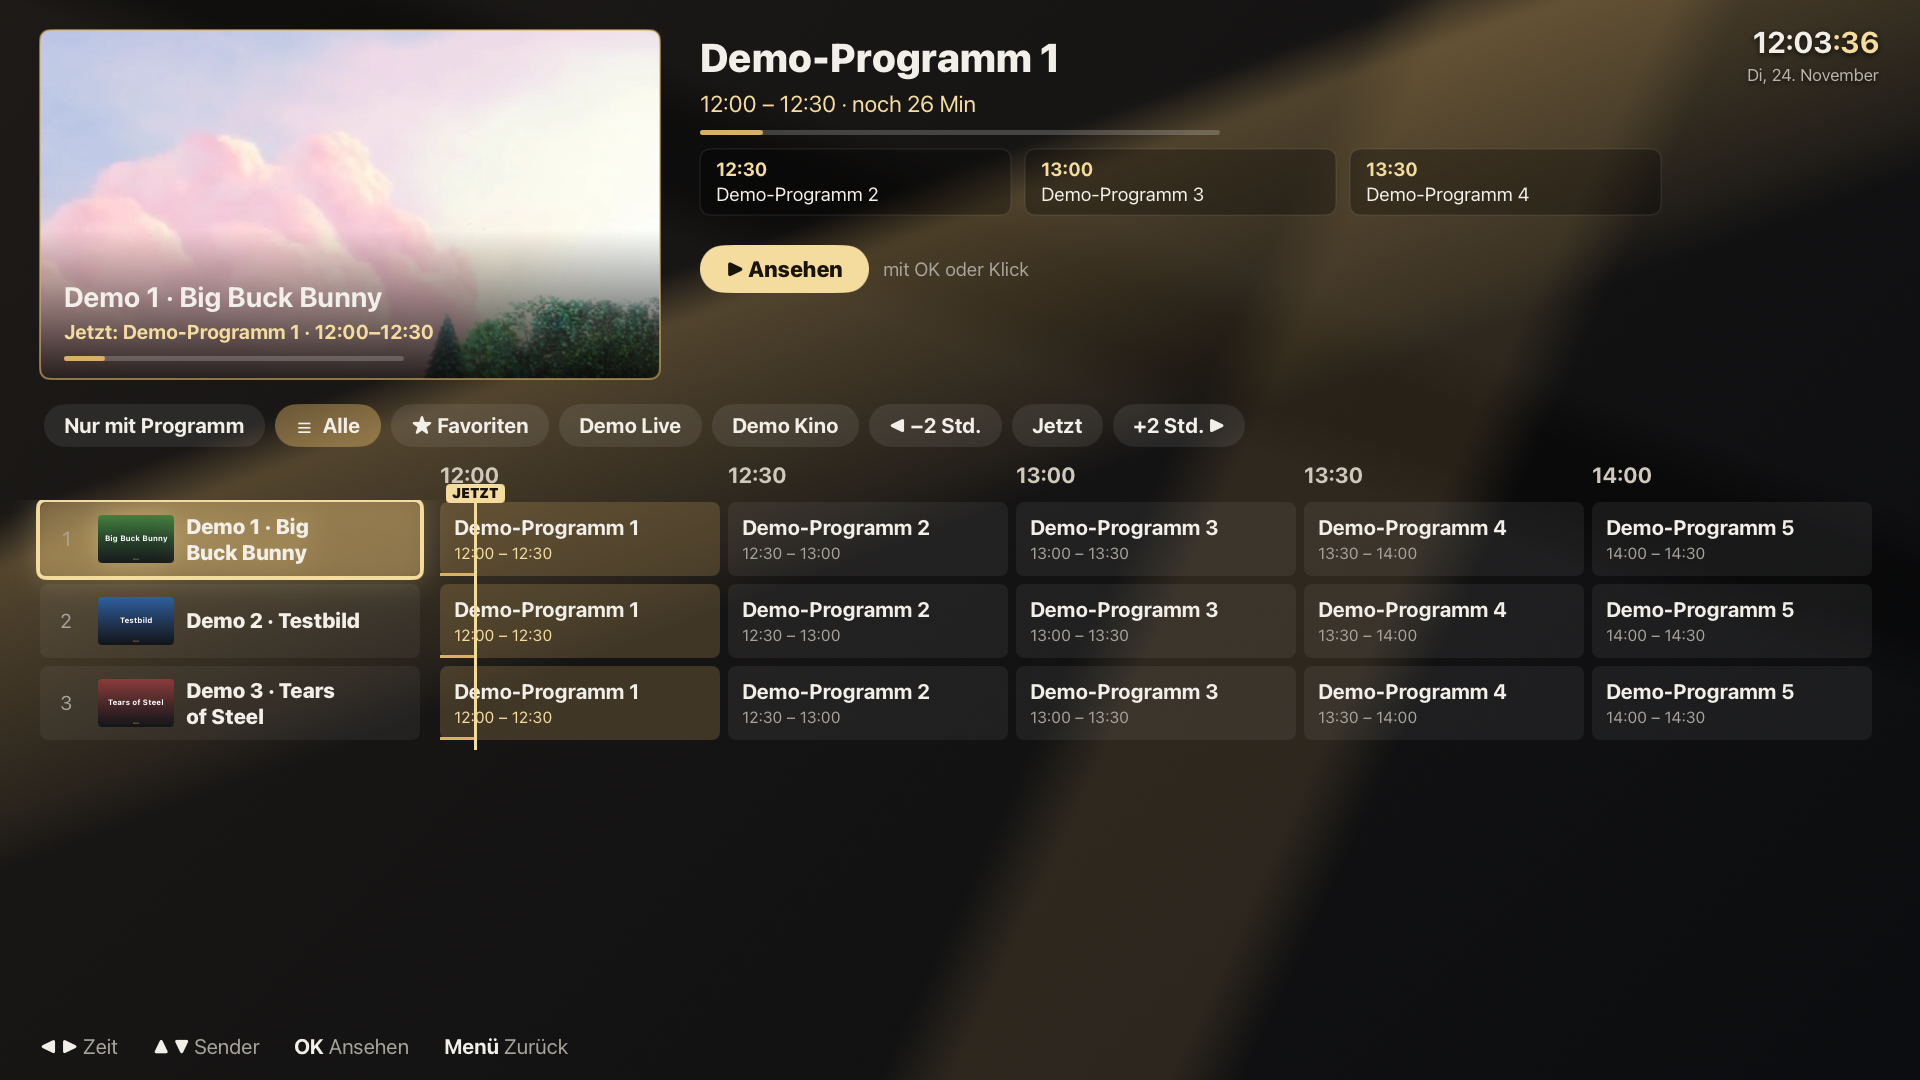 Demo 1 · Big Buck Bunny
Jetzt: Demo-Programm 1 · 12:00–12:30
Demo-Programm 1
12:00 – 12:30 · noch 26 Min
12:30
Demo-Programm 2
13:00
Demo-Programm 3
13:30
Demo-Programm 4
▶ Ansehen
mit OK oder Klick
12:03:36
Di, 24. November
Nur mit Programm
≡ Alle
★ Favoriten
Demo Live
Demo Kino
◀ −2 Std.
Jetzt
+2 Std. ▶
12:00
12:30
13:00
13:30
14:00
JETZT
1
Big Buck Bunny
Demo 1 · Big
Buck Bunny
Demo-Programm 1
12:00 – 12:30
Demo-Programm 2
12:30 – 13:00
Demo-Programm 3
13:00 – 13:30
Demo-Programm 4
13:30 – 14:00
Demo-Programm 5
14:00 – 14:30
2
Testbild
Demo 2 · Testbild
Demo-Programm 1
12:00 – 12:30
Demo-Programm 2
12:30 – 13:00
Demo-Programm 3
13:00 – 13:30
Demo-Programm 4
13:30 – 14:00
Demo-Programm 5
14:00 – 14:30
3
Tears of Steel
Demo 3 · Tears
of Steel
Demo-Programm 1
12:00 – 12:30
Demo-Programm 2
12:30 – 13:00
Demo-Programm 3
13:00 – 13:30
Demo-Programm 4
13:30 – 14:00
Demo-Programm 5
14:00 – 14:30
◀ ▶ Zeit
▲ ▼ Sender
OK Ansehen
Menü Zurück